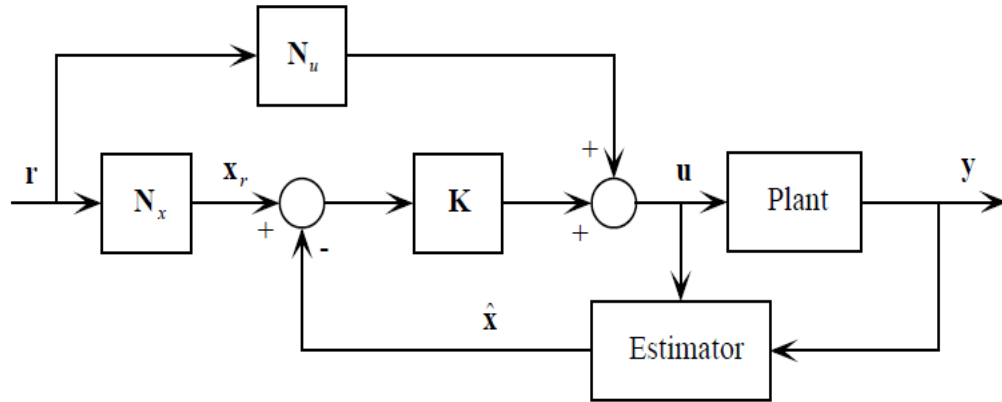 N_u
r
N_x
x_r
+
-
K
+
+
u
Plant
y
x̂
Estimator